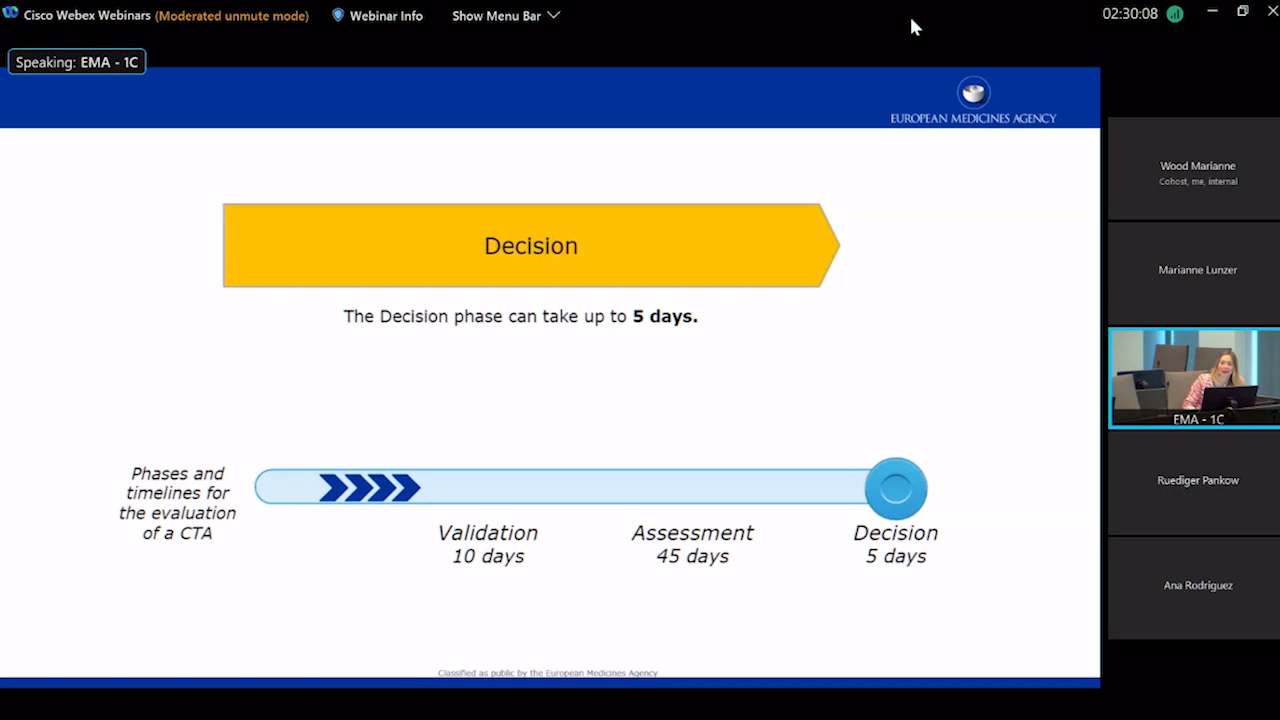 Cisco Webex Webinars (Moderated unmute mode) Webinar Info Show Menu Bar 02:30:08
Speaking: EMA - 1C
EUROPEAN MEDICINES AGENCY
Decision
The Decision phase can take up to 5 days.
Phases and
timelines for
the evaluation
of a CTA
Validation
10 days
Assessment
45 days
Decision
5 days
Classified as public by the European Medicines Agency
Wood Marianne
Cohost, me, internal
Marianne Lunzer
EMA - 1C
Ruediger Pankow
Ana Rodriguez